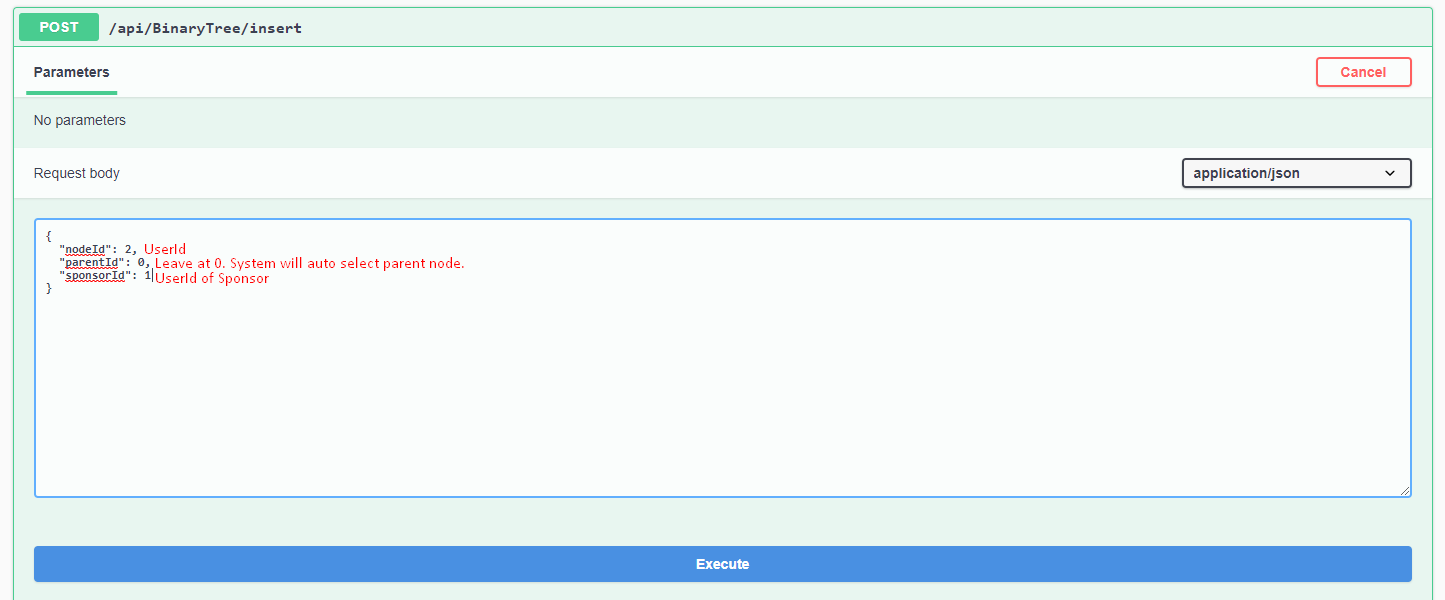 POST /api/BinaryTree/insert
Parameters Cancel
No parameters
Request body application/json
{
"nodeId": 2, UserId
"parentId": 0, Leave at 0. System will auto select parent node.
"sponsorId": 1 UserId of Sponsor
}
Execute